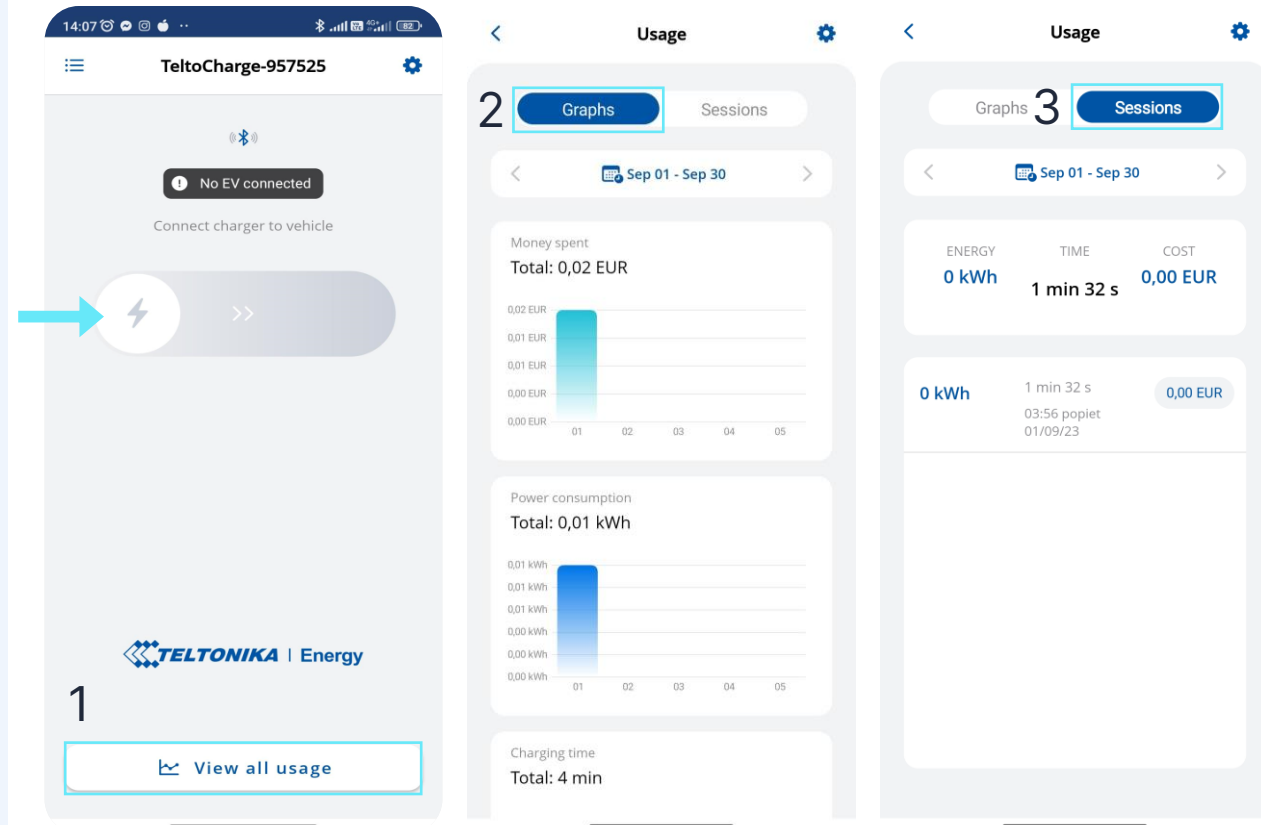 14:07
82
TeltoCharge-957525
No EV connected
Connect charger to vehicle
TELTONIKA | Energy
1
View all usage
Usage
2
Graphs
Sessions
Sep 01 - Sep 30
Money spent
Total: 0,02 EUR
0,02 EUR
0,01 EUR
0,01 EUR
0,00 EUR
0,00 EUR
01 02 03 04 05
Power consumption
Total: 0,01 kWh
0,01 kWh
0,01 kWh
0,01 kWh
0,00 kWh
0,00 kWh
0,00 kWh
01 02 03 04 05
Charging time
Total: 4 min
Usage
Graphs
3
Sessions
Sep 01 - Sep 30
ENERGY TIME COST
0 kWh 1 min 32 s 0,00 EUR
0 kWh 1 min 32 s 0,00 EUR
03:56 popiet
01/09/23